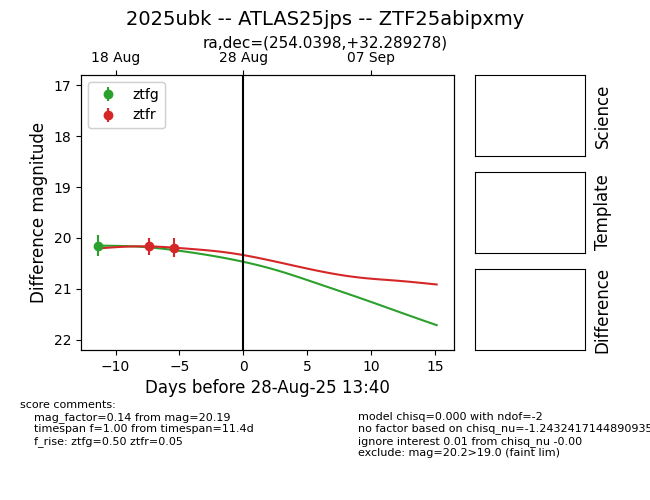 2025ubk -- ATLAS25jps -- ZTF25abipxmy
ra,dec=(254.0398,+32.289278)
18 Aug 28 Aug 07 Sep
ztfg
ztfr
17
18
19
20
21
22
Difference magnitude
−10 −5 0 5 10 15
Days before 28-Aug-25 13:40
Science
Template
Difference
score comments:
mag_factor=0.14 from mag=20.19
timespan f=1.00 from timespan=11.4d
f_rise: ztfg=0.50 ztfr=0.05
model chisq=0.000 with ndof=-2
no factor based on chisq_nu=-1.2432417144890935
ignore interest 0.01 from chisq_nu -0.00
exclude: mag=20.2>19.0 (faint lim)